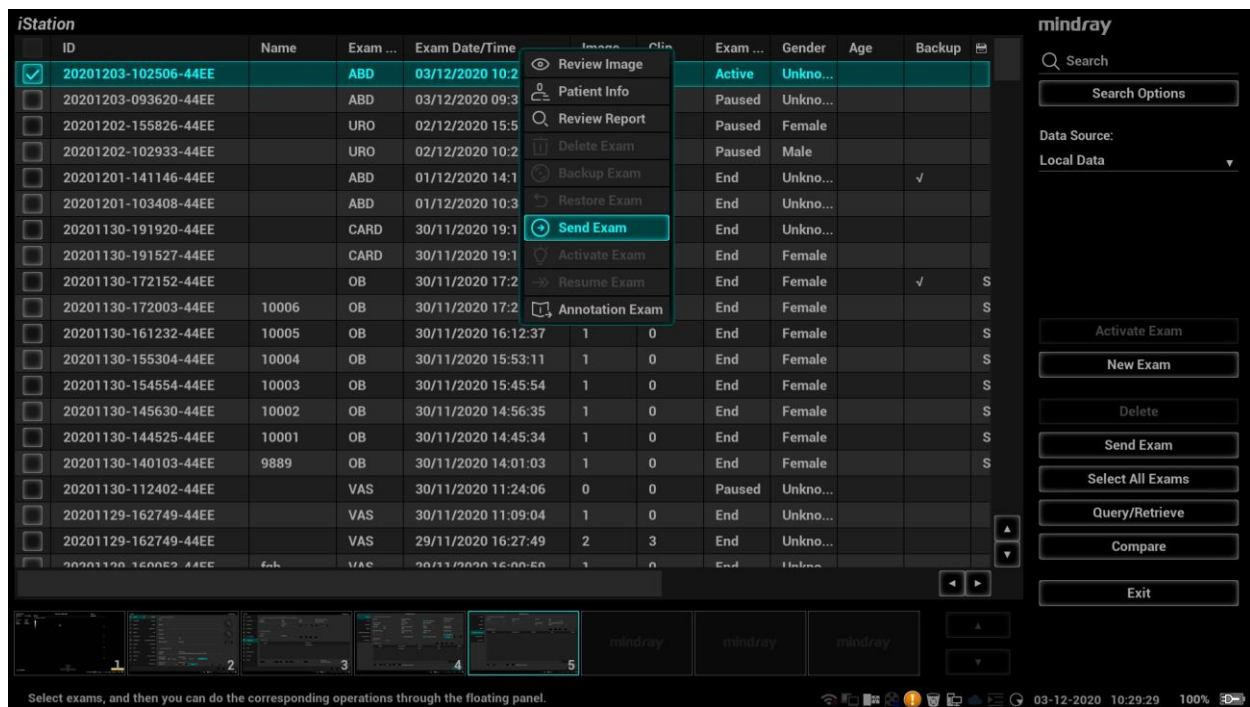 iStation
mindray
ID Name Exam ... Exam Date/Time Image Clip Exam ... Gender Age Backup
20201203-102506-44EE ABD 03/12/2020 10:2 Active Unkno...
20201203-093620-44EE ABD 03/12/2020 09:3 Paused Unkno...
20201202-155826-44EE URO 02/12/2020 15:5 Paused Female
20201202-102933-44EE URO 02/12/2020 10:2 Paused Male
20201201-141146-44EE ABD 01/12/2020 14:1 End Unkno... √
20201201-103408-44EE ABD 01/12/2020 10:3 End Unkno...
20201130-191920-44EE CARD 30/11/2020 19:1 End Unkno...
20201130-191527-44EE CARD 30/11/2020 19:1 End Female
20201130-172152-44EE OB 30/11/2020 17:2 End Female √ S
20201130-172003-44EE 10006 OB 30/11/2020 17:2 End Female S
20201130-161232-44EE 10005 OB 30/11/2020 16:12:37 1 0 End Female S
20201130-155304-44EE 10004 OB 30/11/2020 15:53:11 1 0 End Female S
20201130-154554-44EE 10003 OB 30/11/2020 15:45:54 1 0 End Female S
20201130-145630-44EE 10002 OB 30/11/2020 14:56:35 1 0 End Female S
20201130-144525-44EE 10001 OB 30/11/2020 14:45:34 1 0 End Female S
20201130-140103-44EE 9889 OB 30/11/2020 14:01:03 1 0 End Female S
20201130-112402-44EE VAS 30/11/2020 11:24:06 0 0 Paused Unkno...
20201129-162749-44EE VAS 30/11/2020 11:09:04 1 0 End Unkno...
20201129-162749-44EE VAS 29/11/2020 16:27:49 2 3 End Unkno...
Review Image
Patient Info
Review Report
Delete Exam
Backup Exam
Restore Exam
Send Exam
Activate Exam
Resume Exam
Annotation Exam
Search
Search Options
Data Source:
Local Data
Activate Exam
New Exam
Delete
Send Exam
Select All Exams
Query/Retrieve
Compare
Exit
1 2 3 4 5 mindray mindray mindray
Select exams, and then you can do the corresponding operations through the floating panel.
03-12-2020 10:29:29 100%